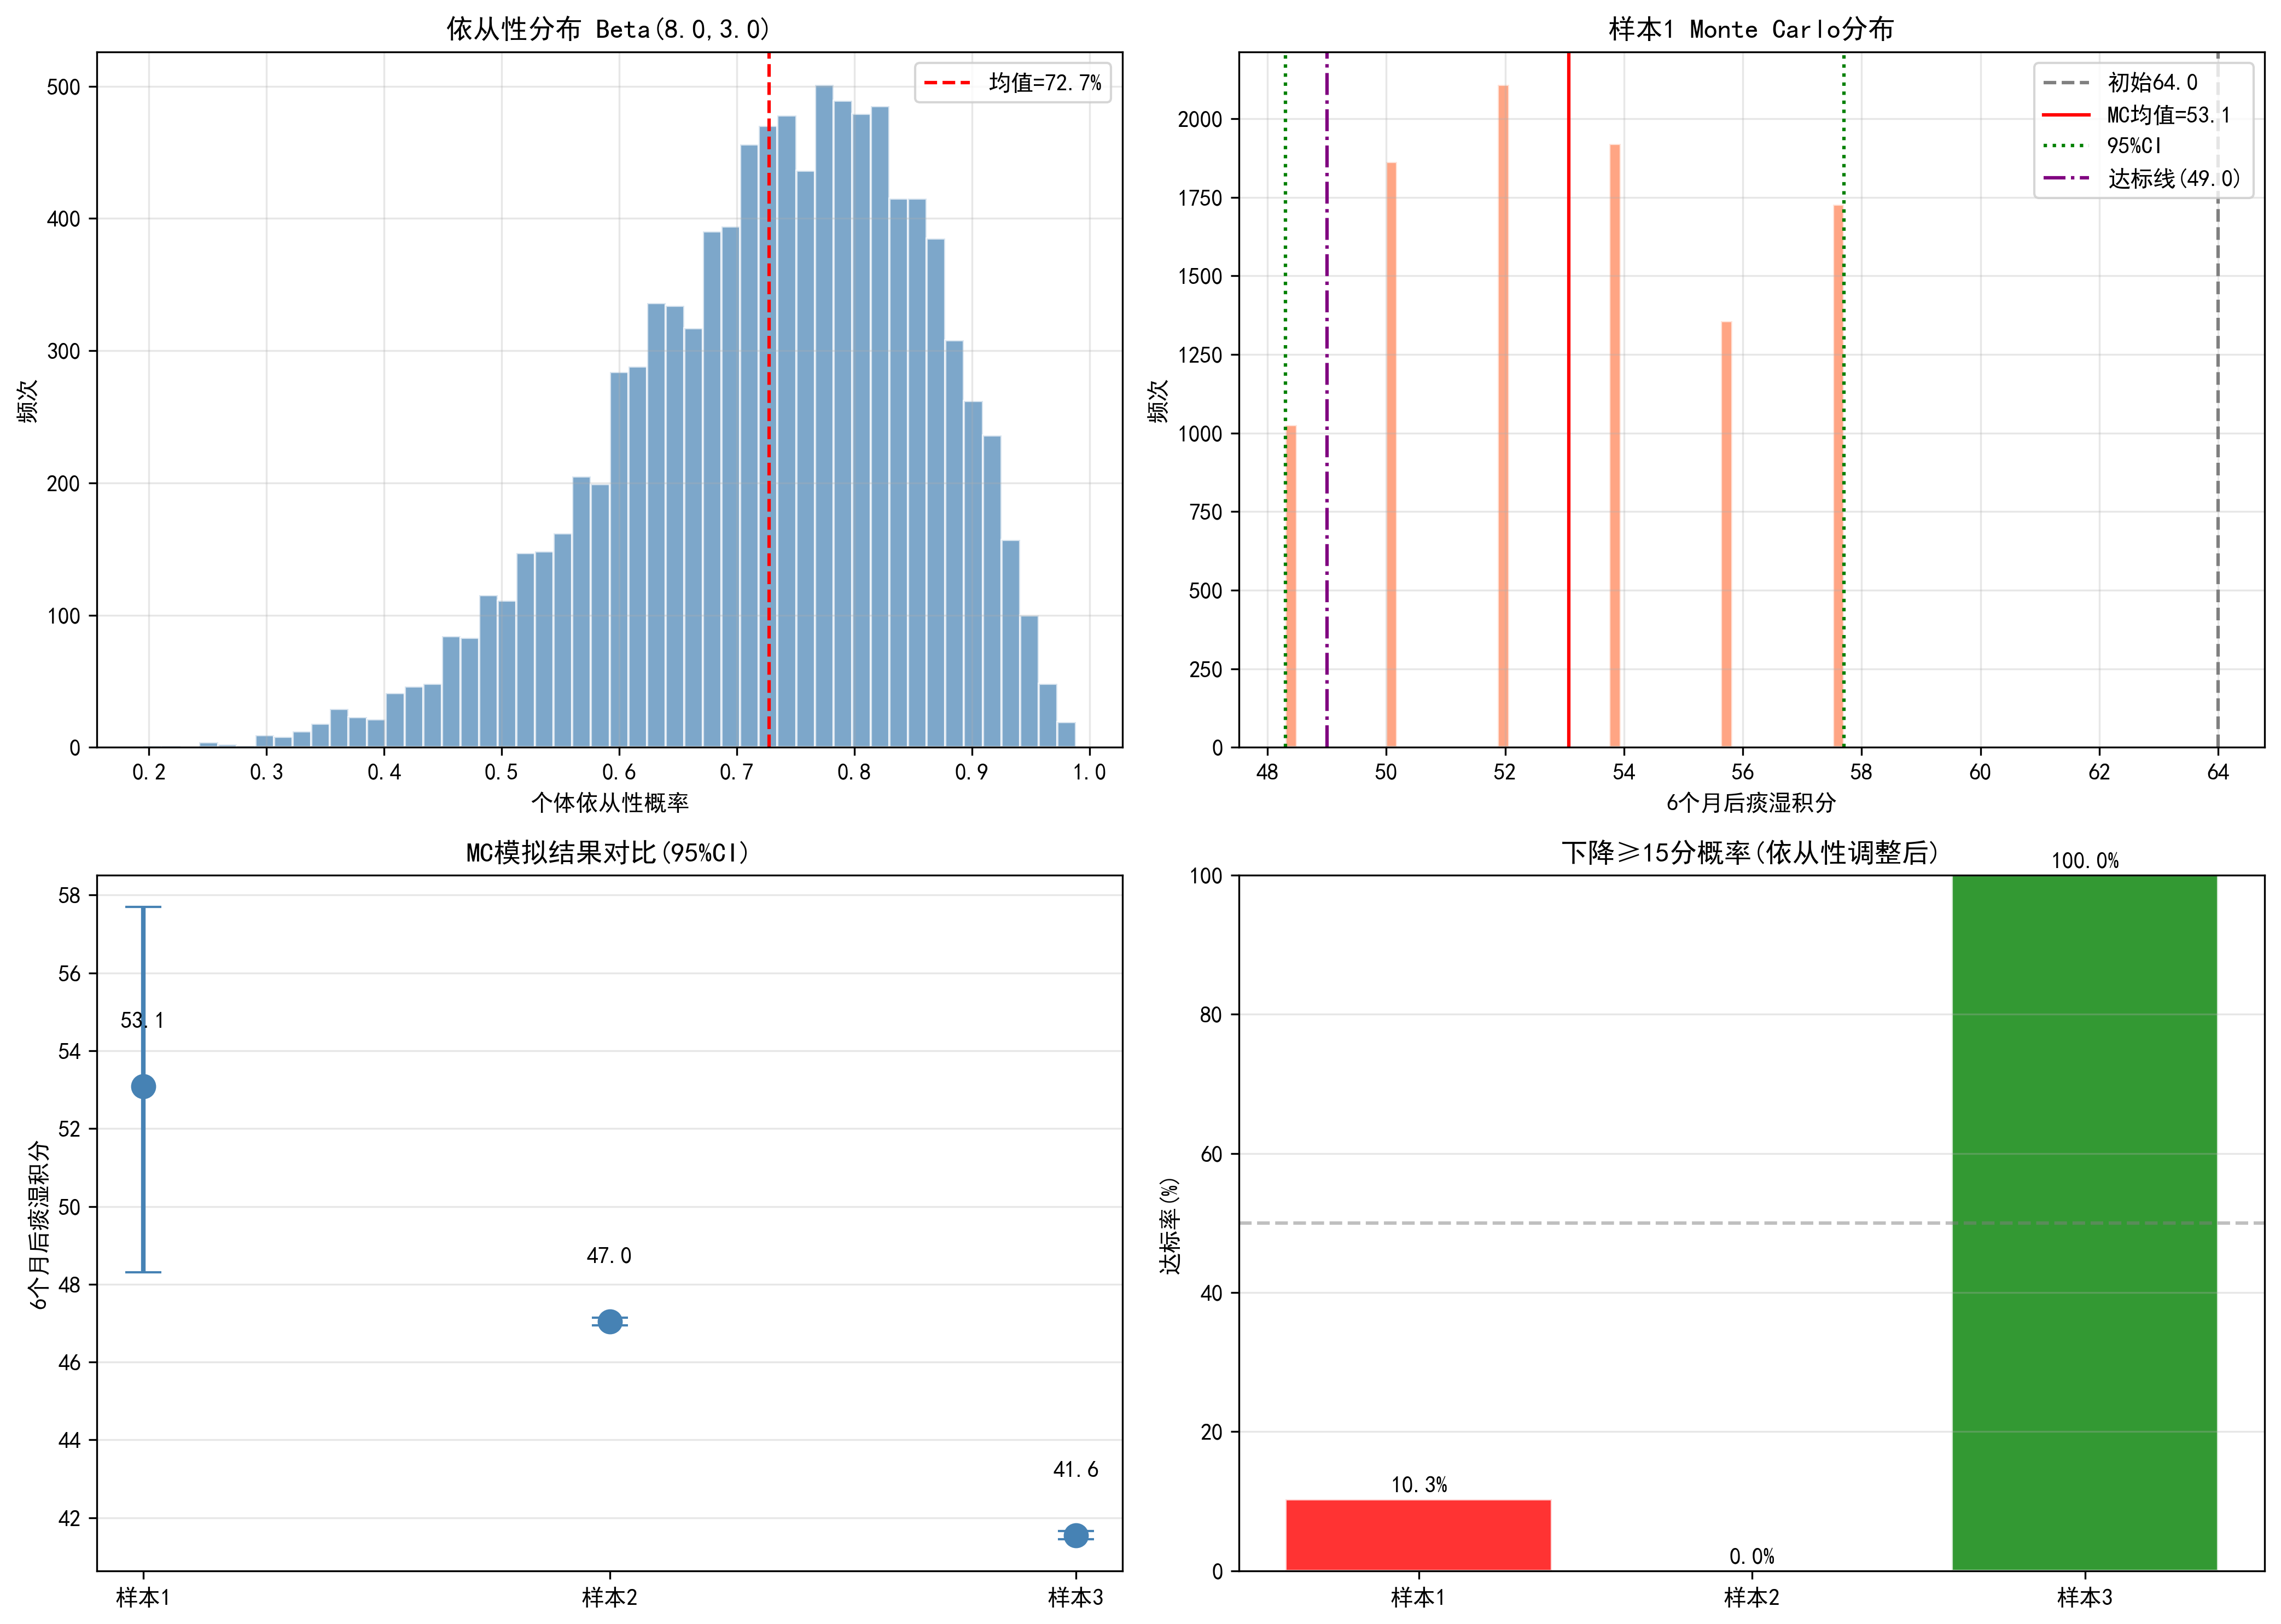 依从性分布 Beta(8.0,3.0)
均值=72.7%
频次
500
400
300
200
100
0
0.2 0.3 0.4 0.5 0.6 0.7 0.8 0.9 1.0
个体依从性概率
样本1 Monte Carlo分布
初始64.0
MC均值=53.1
95%CI
达标线(49.0)
频次
2000
1750
1500
1250
1000
750
500
250
0
48 50 52 54 56 58 60 62 64
6个月后痰湿积分
MC模拟结果对比(95%CI)
6个月后痰湿积分
58
56
54
52
50
48
46
44
42
53.1
47.0
41.6
样本1 样本2 样本3
下降≥15分概率(依从性调整后)
达标率(%)
100
80
60
40
20
0
10.3%
0.0%
100.0%
样本1 样本2 样本3